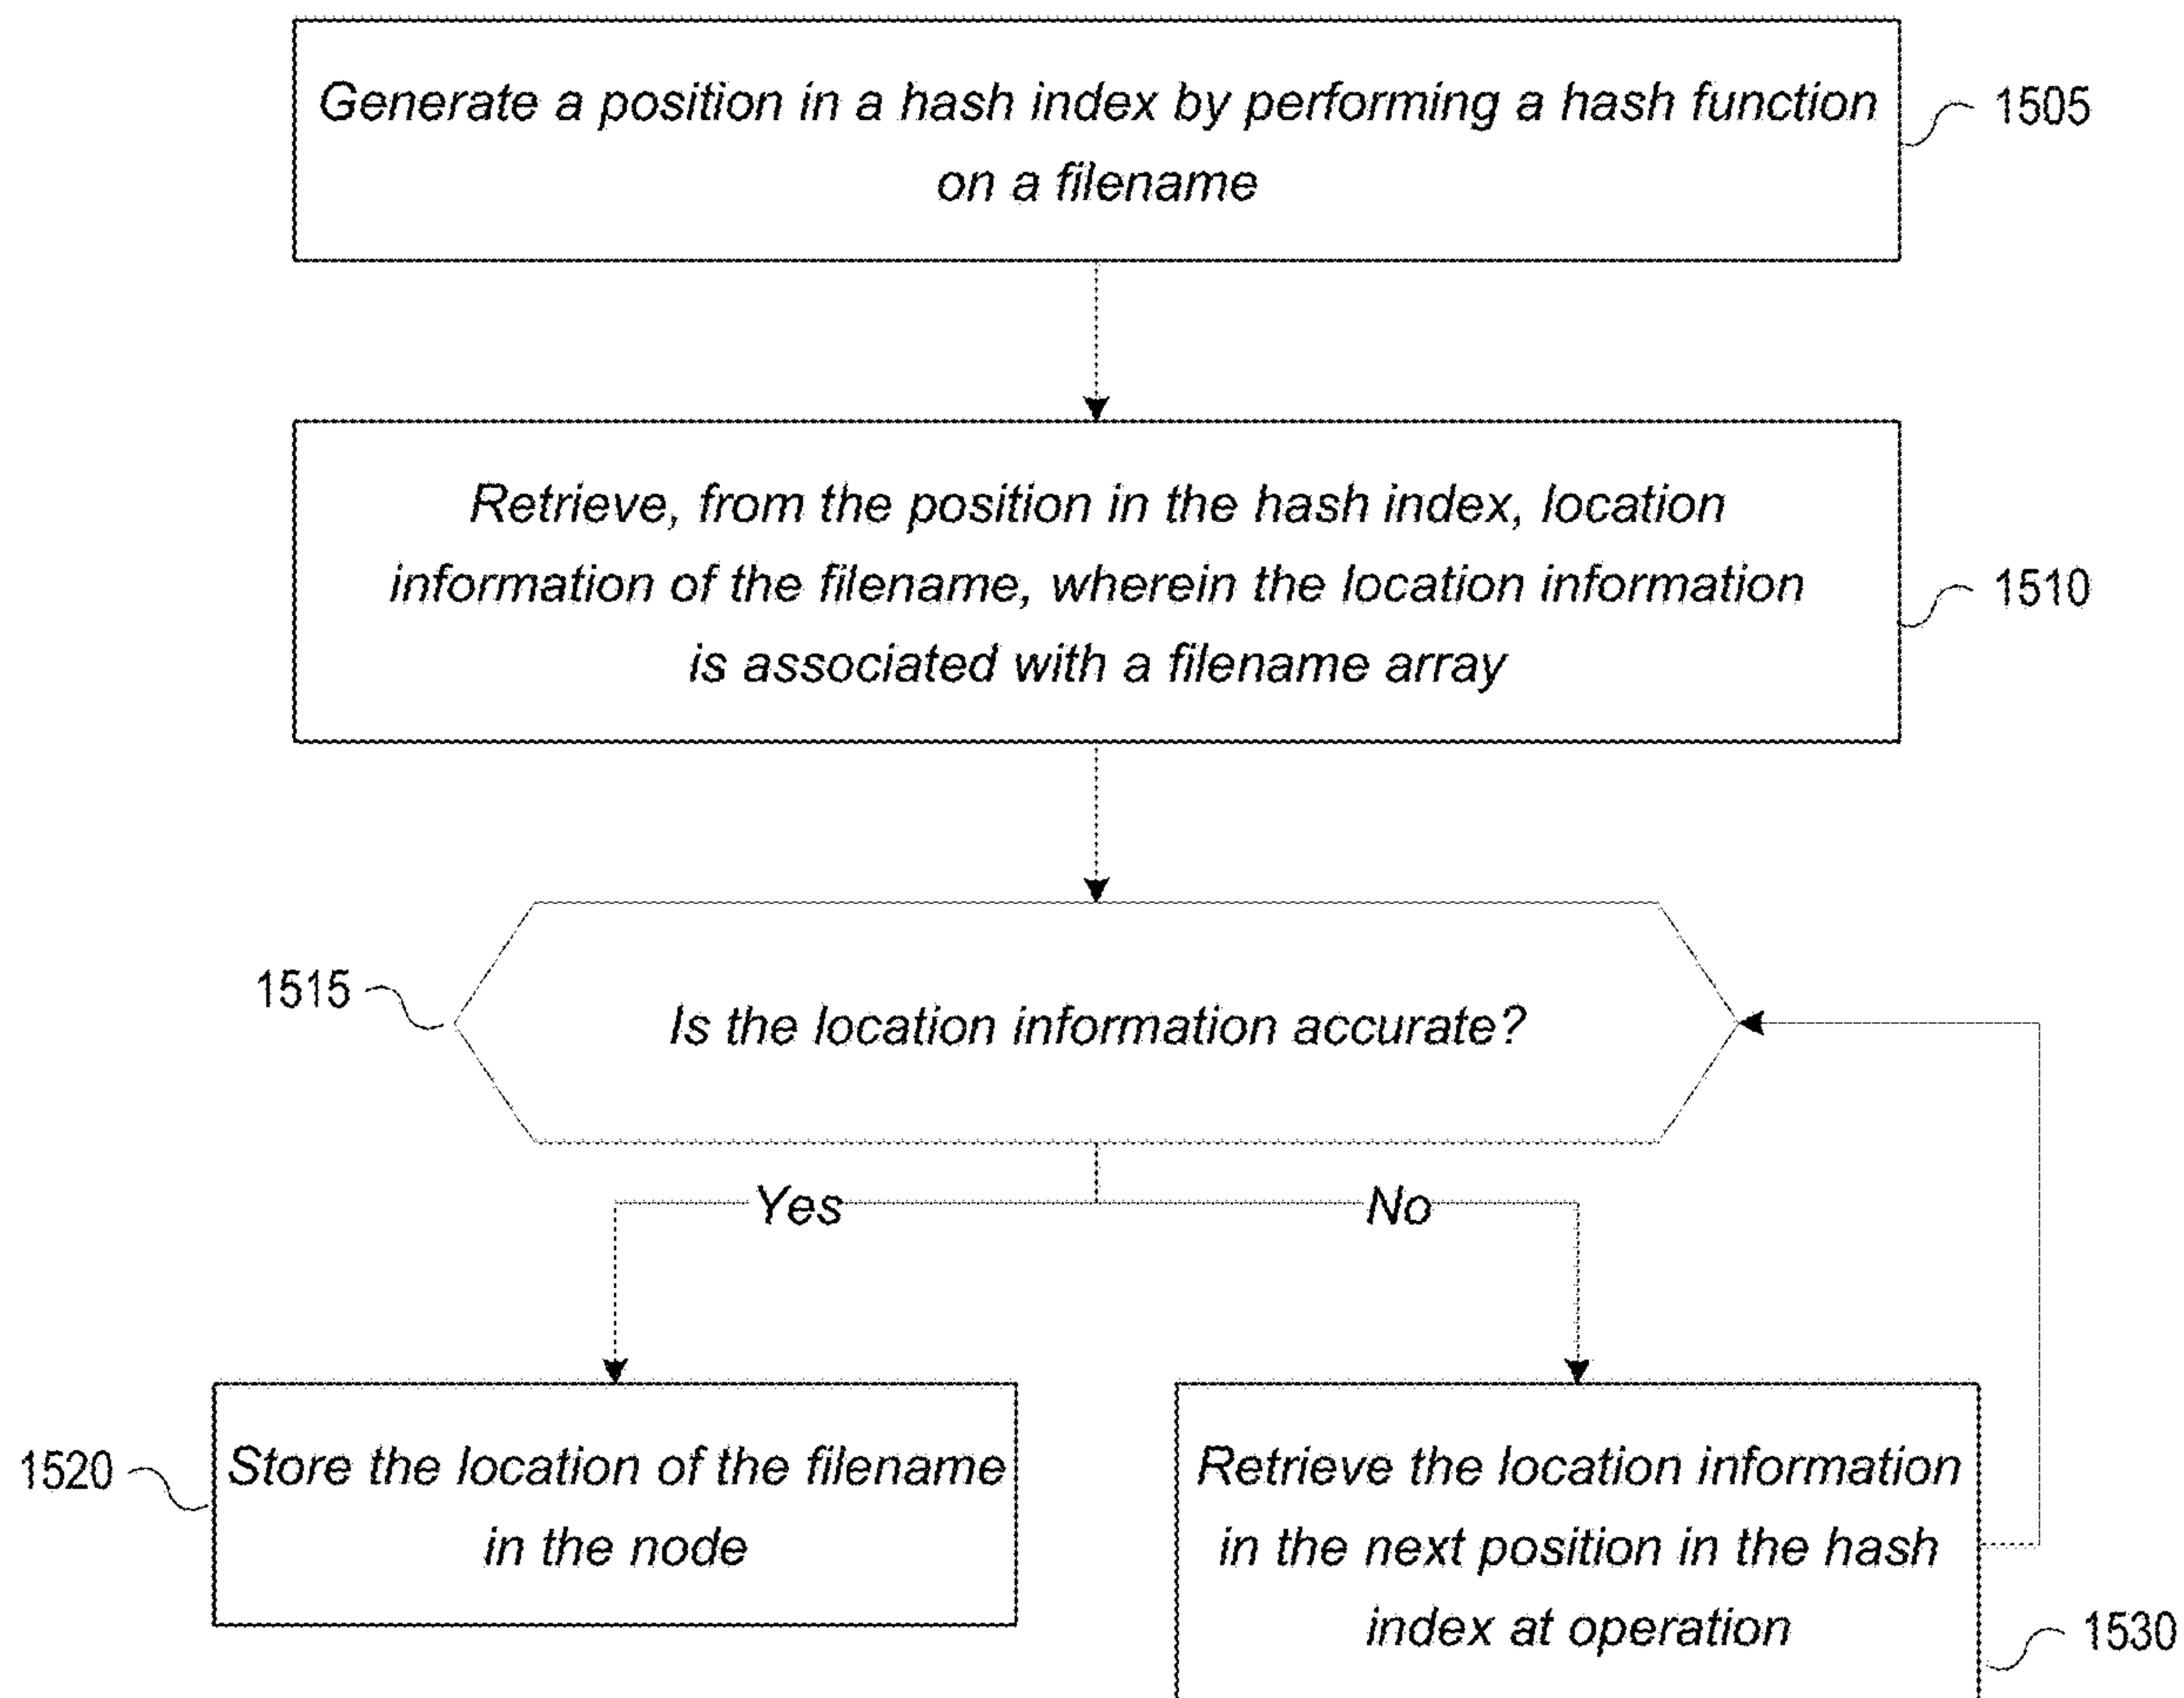 Generate a position in a hash index by performing a hash function
on a filename
1505
Retrieve, from the position in the hash index, location
information of the filename, wherein the location information
is associated with a filename array
1510
1515
Is the location information accurate?
Yes
No
1520
Store the location of the filename
in the node
Retrieve the location information
in the next position in the hash
index at operation
1530